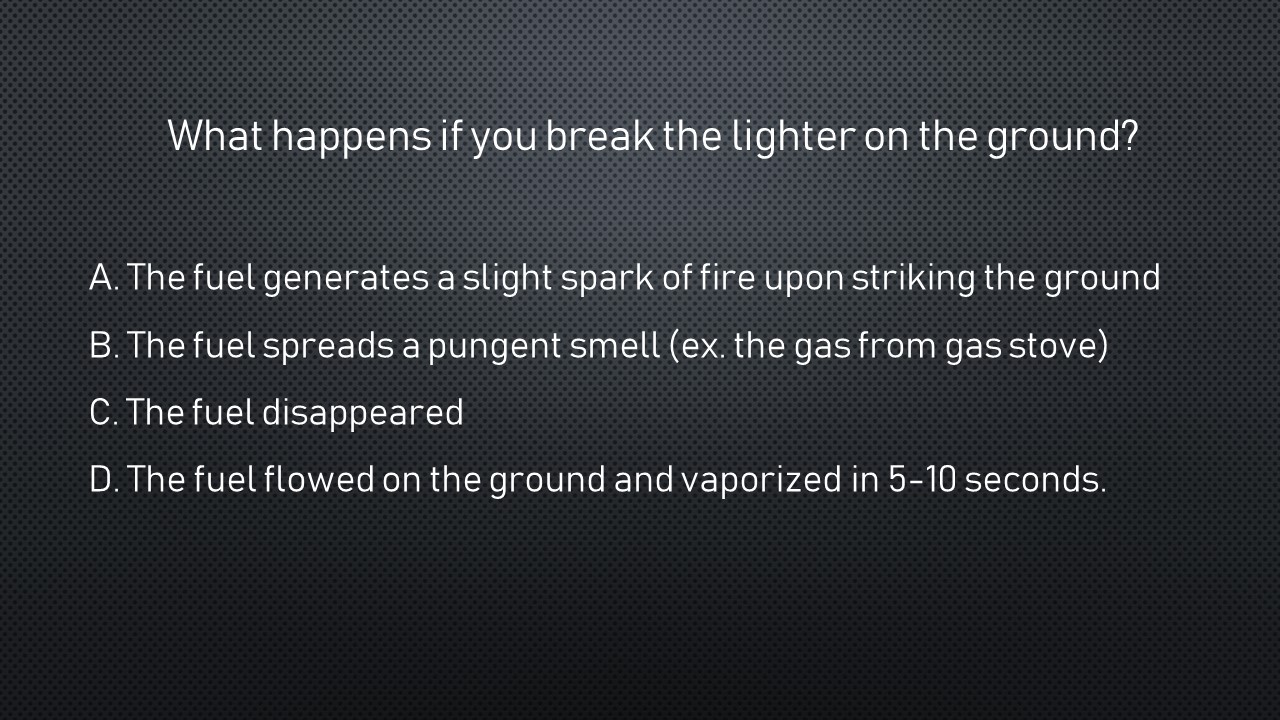 What happens if you break the lighter on the ground?
A. The fuel generates a slight spark of fire upon striking the ground
B. The fuel spreads a pungent smell (ex. the gas from gas stove)
C. The fuel disappeared
D. The fuel flowed on the ground and vaporized in 5-10 seconds.